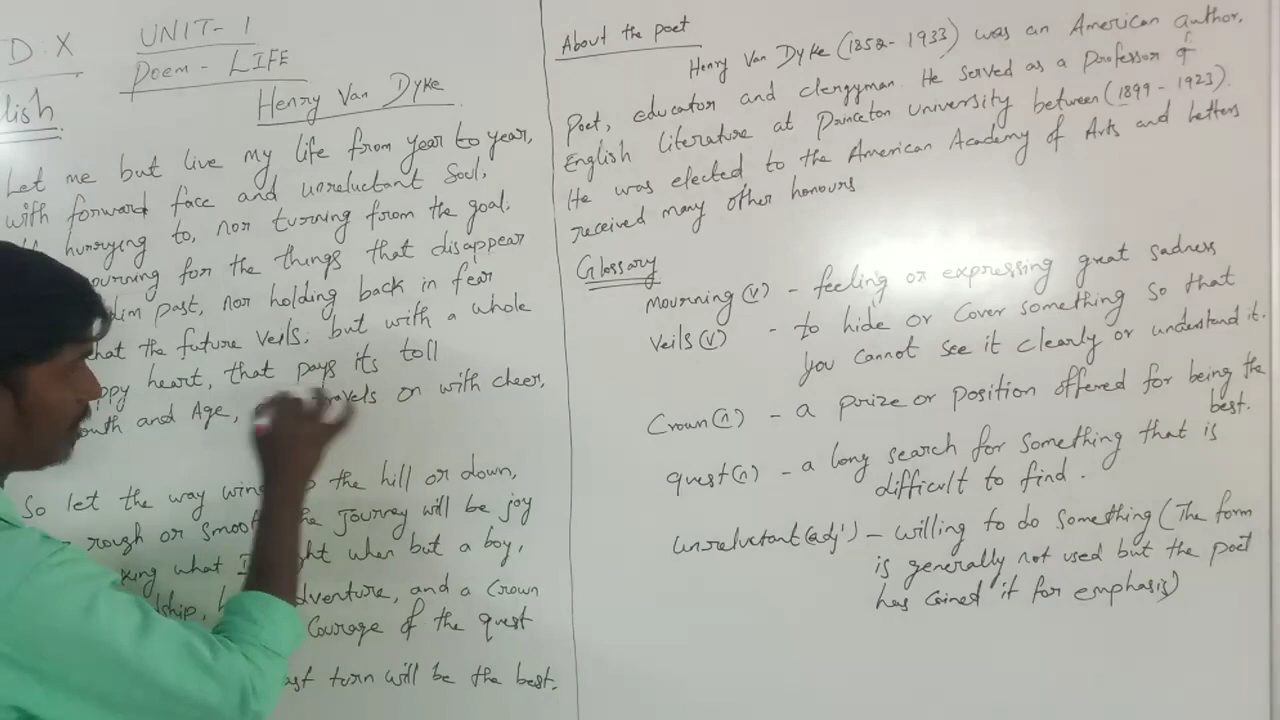 D: X
UNIT- 1
Poem - LIFE
lish
Henry Van Dyke
Let me but live my life from year to year,
with forward face and unreluctant Soul,
hurrying to, nor turning from the goal;
ourning for the things that disappear
dim past, nor holding back in fear
hat the future veils; but with a whole
ppy heart, that pays its toll
outh and Age, travels on with cheer,
So let the way wind the hill or down,
rough or smooth the Journey will be joy
king what I ght when but a boy,
dship, dventure, and a Crown
Courage of the quest
ast turn will be the best.
About the poet
Henry Van Dyke (1852 - 1933) was an American author,
Poet, educator and clergyman. He served as a Professor of
English literature at Princeton University between (1899 - 1923).
He was elected to the American Academy of Arts and Letters
received many other honours
Glossary
Mourning (v) - feeling or expressing great sadness
Veils (v) - to hide or cover something so that
you cannot see it clearly or understand it.
Crown (n) - a prize or position offered for being the
best.
quest (n) - a long search for something that is
difficult to find.
unreluctant (adj') - willing to do something (The form
is generally not used but the poet
has coined it for emphasis)